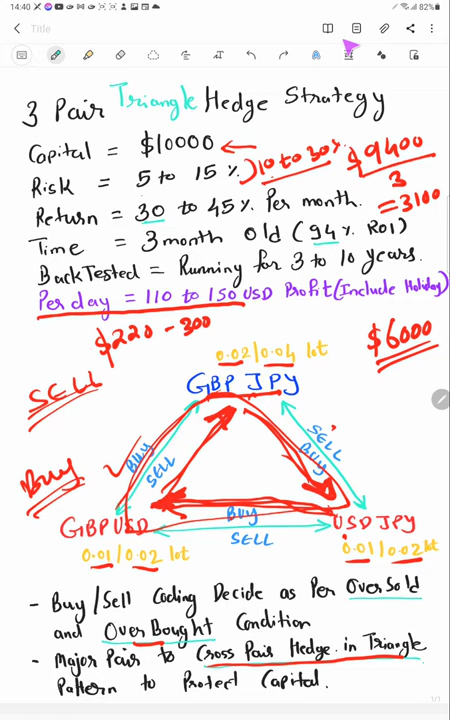 14:40
82%
Title
3 Pair Triangle Hedge Strategy
Capital = $10000
Risk = 5 to 15 %. 10 to 30%
$9400
3
= 3100
Return = 30 to 45% Per month.
Time = 3 month old (94% ROI)
BackTested = Running for 3 to 10 years.
Per day = 110 to 150 USD Profit (Include Holiday)
$220 - 300
$6000
0.02/0.04 lot
GBP JPY
SELL
BUY
SELL
SELL
BUY
Buy
GBPUSD
BUY
SELL
USDJPY
0.01/0.02 lot
0.01/0.02 lot
- Buy/Sell Coding Decide as Per OverSold
and OverBought Condition
- Major Pair to Cross Pair Hedge in Triangle
Pattern to Protect Capital.
1/1